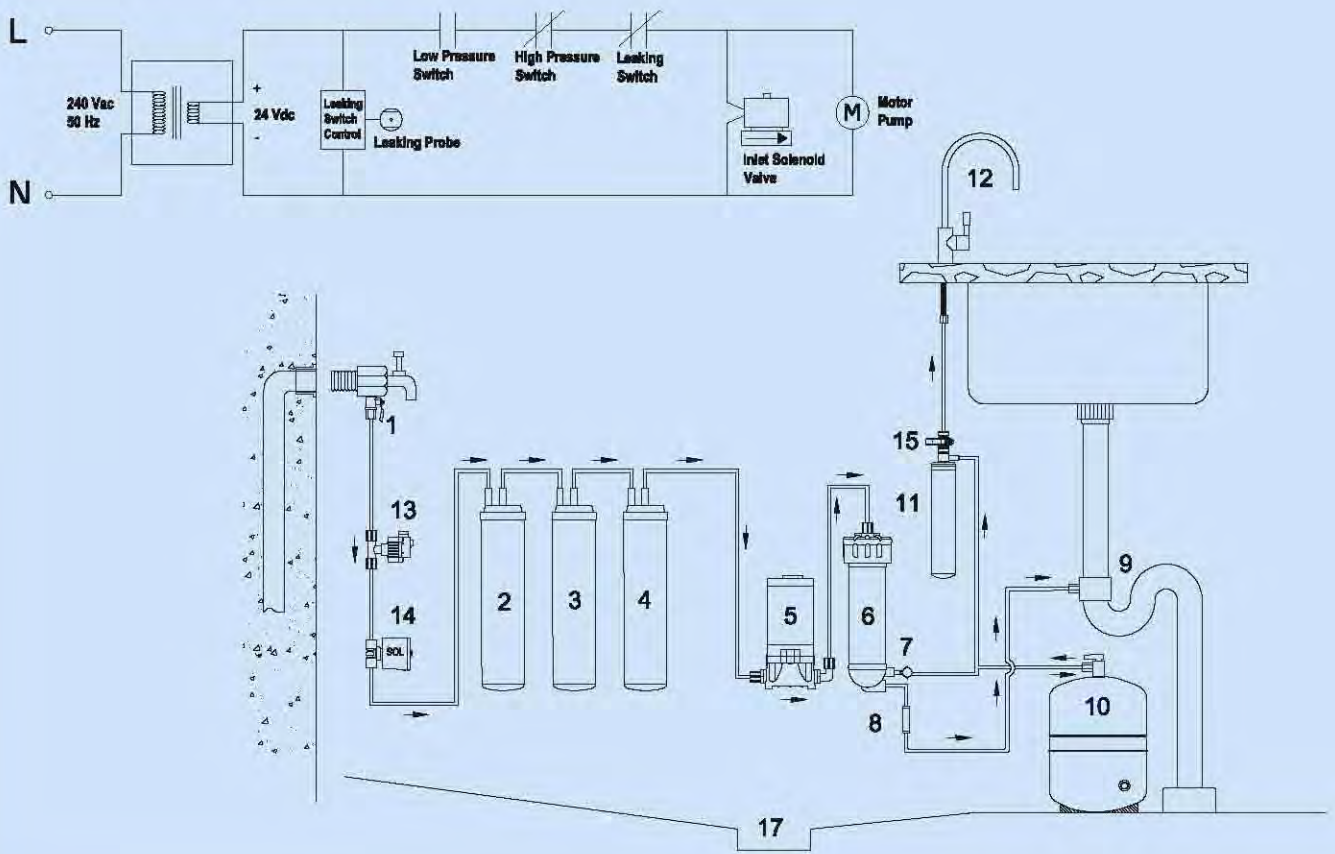 L
N
240 Vac
50 Hz
+
24 Vdc
-
Leaking
Switch
Control
Leaking Probe
Low Pressure
Switch
High Pressure
Switch
Leaking
Switch
Inlet Solenoid
Valve
M
Motor
Pump
12
1
15
11
13
14
SOL
2
3
4
5
6
7
8
9
10
17